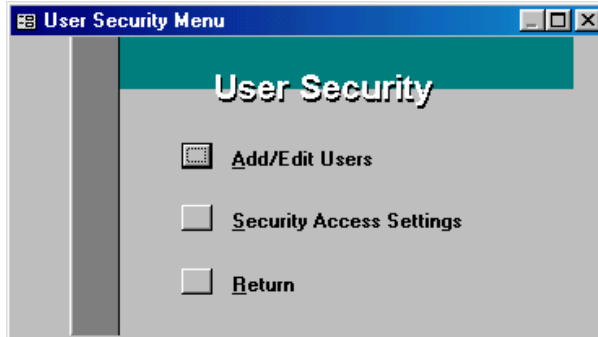 User Security Menu
User Security
Add/Edit Users
Security Access Settings
Return